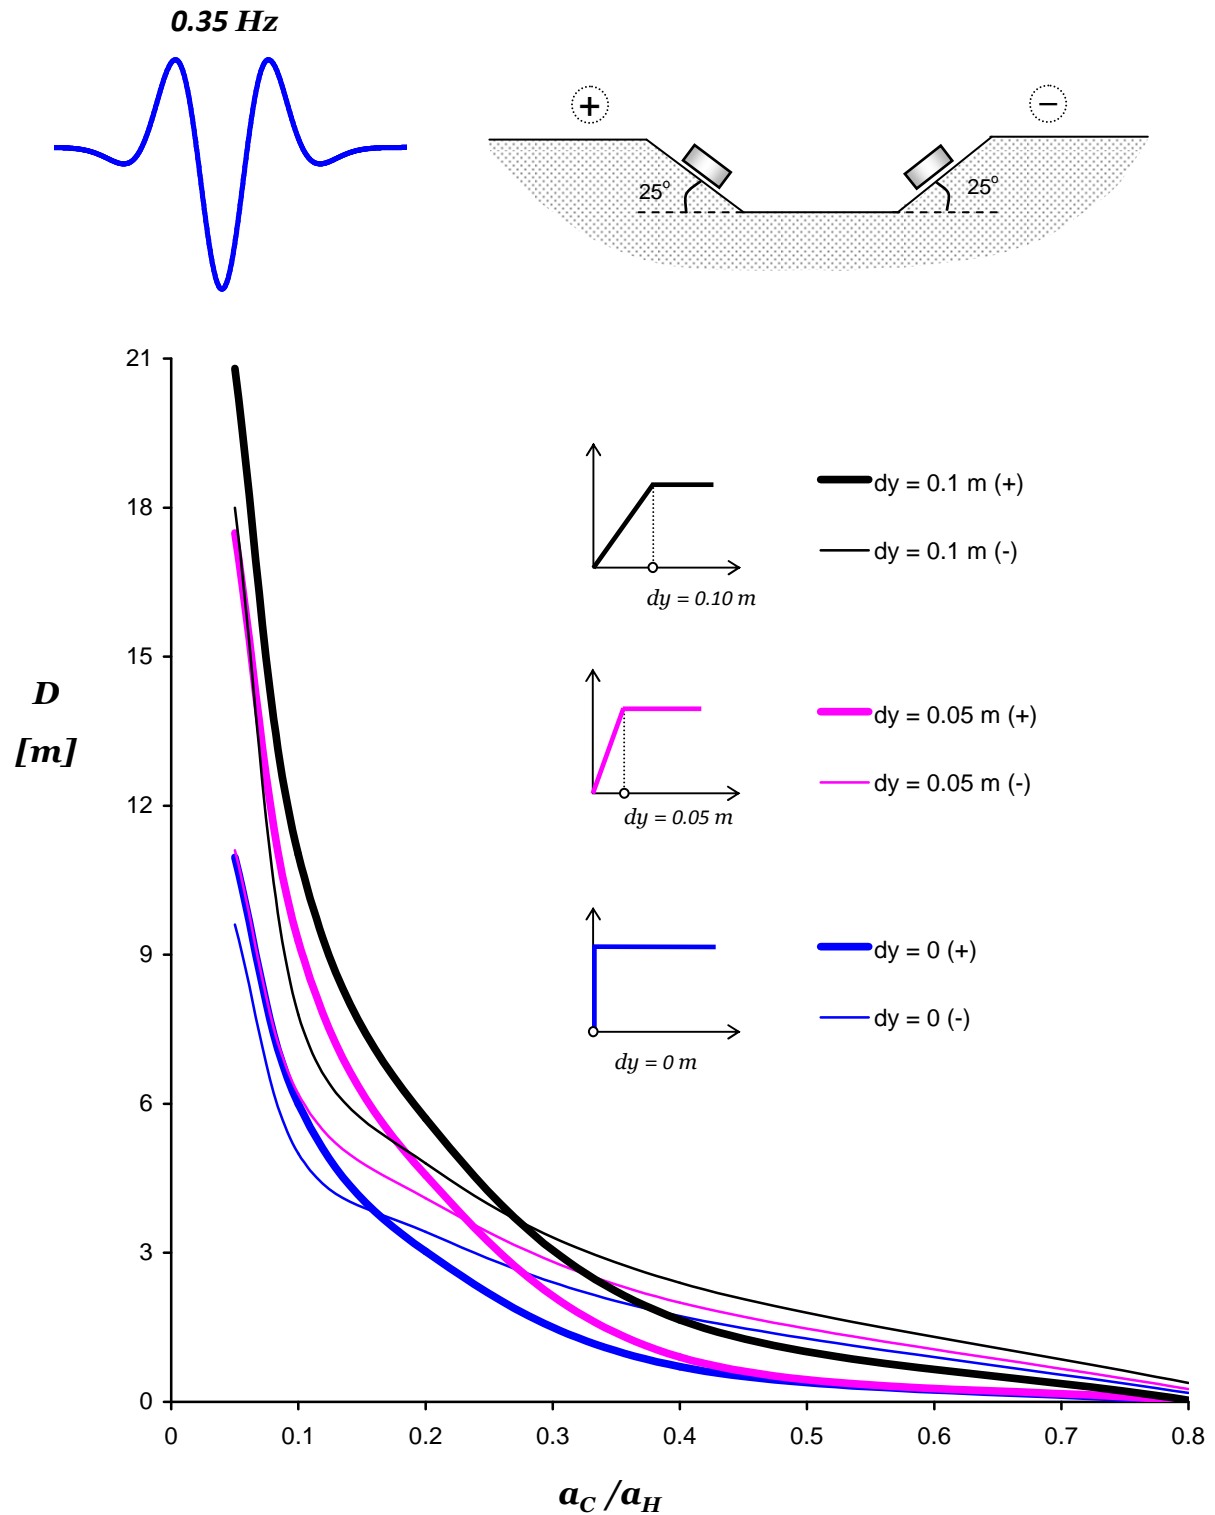 0.35 Hz
+
−
25°
25°
21
18
15
12
9
6
3
0
D
[m]
dy = 0.10 m
dy = 0.1 m (+)
dy = 0.1 m (-)
dy = 0.05 m
dy = 0.05 m (+)
dy = 0.05 m (-)
dy = 0 m
dy = 0 (+)
dy = 0 (-)
0 0.1 0.2 0.3 0.4 0.5 0.6 0.7 0.8
a_C /a_H